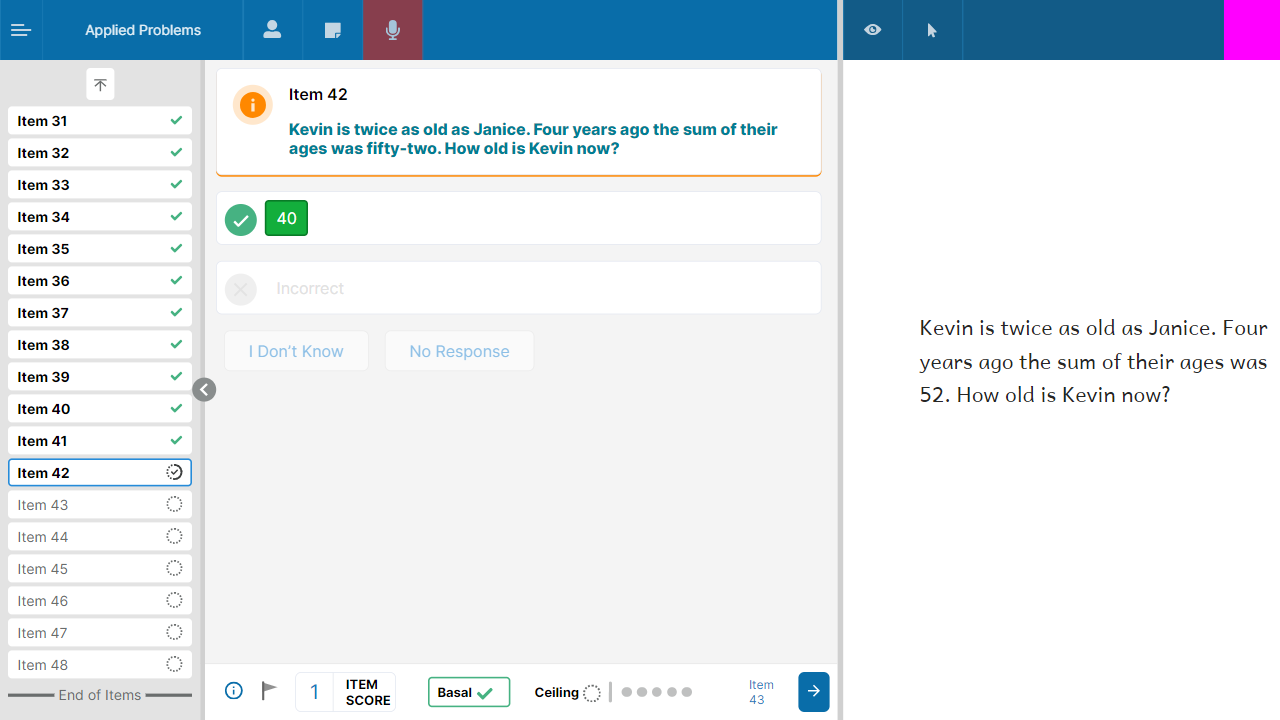 Applied Problems
Item 31
Item 32
Item 33
Item 34
Item 35
Item 36
Item 37
Item 38
Item 39
Item 40
Item 41
Item 42
Item 43
Item 44
Item 45
Item 46
Item 47
Item 48
End of Items
Item 42
Kevin is twice as old as Janice. Four years ago the sum of their
ages was fifty-two. How old is Kevin now?
40
Incorrect
I Don't Know
No Response
1
ITEM
SCORE
Basal
Ceiling
Item
43
Kevin is twice as old as Janice. Four
years ago the sum of their ages was
52. How old is Kevin now?